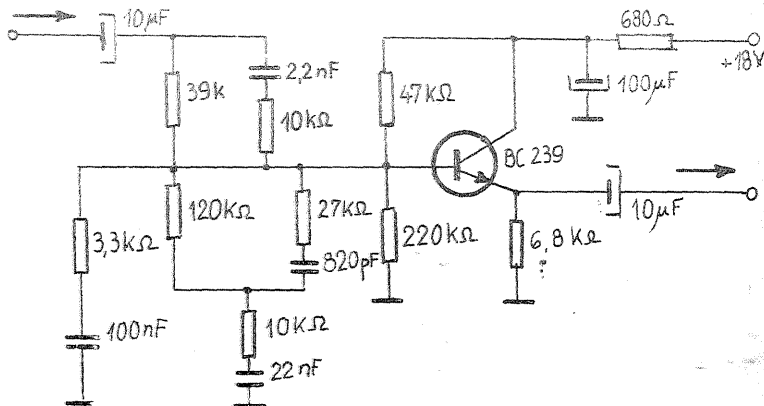 10µF
680Ω
+18V
2,2nF
39k
47kΩ
100µF
10kΩ
BC 239
120kΩ
27kΩ
3,3kΩ
220kΩ
10µF
6,8kΩ
820pF
10kΩ
100nF
22nF